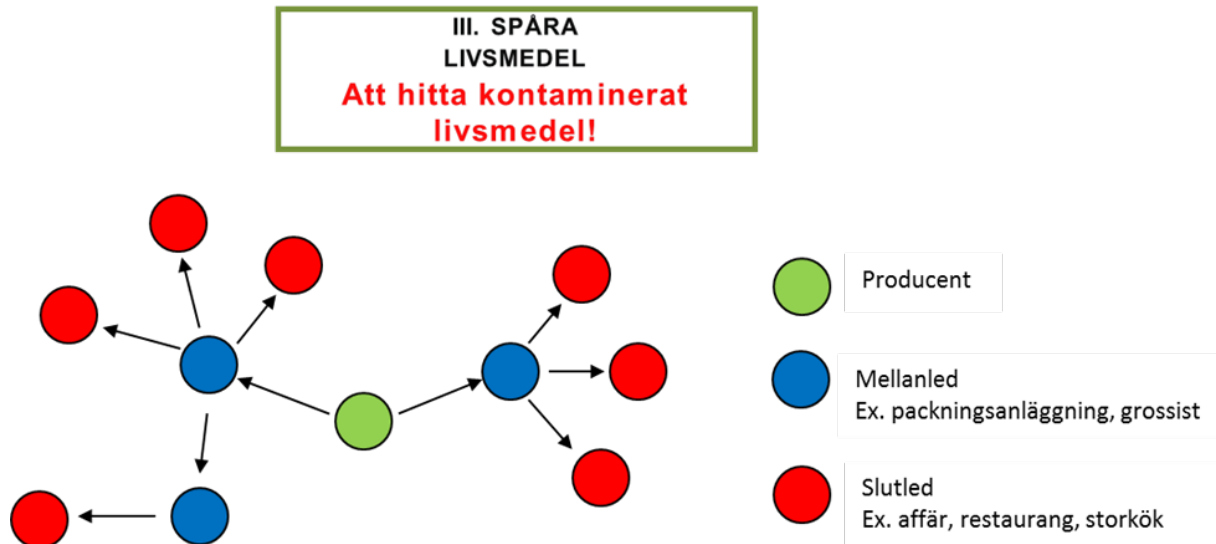 III. SPÅRA
LIVSMEDEL
Att hitta kontaminerat
livsmedel!
Producent
Mellanled
Ex. packningsanläggning, grossist
Slutled
Ex. affär, restaurang, storkök